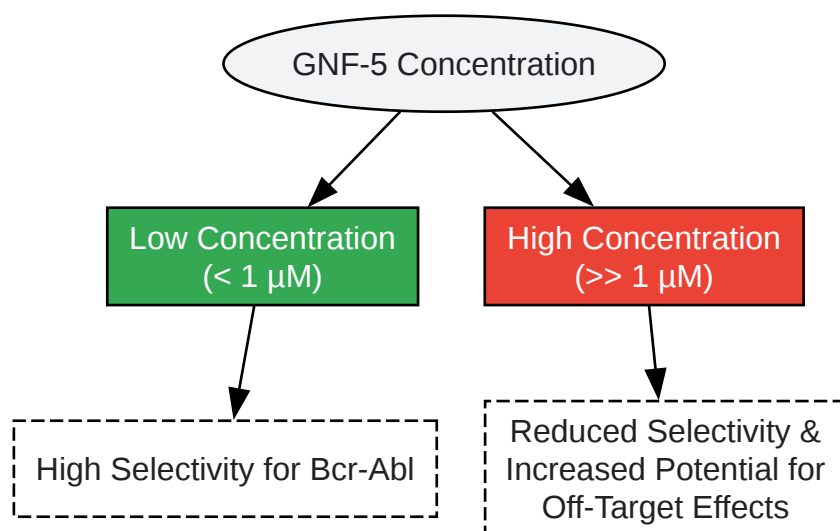 GNF-5 Concentration
Low Concentration
(< 1 µM)
High Concentration
(>> 1 µM)
High Selectivity for Bcr-Abl
Reduced Selectivity &
Increased Potential for
Off-Target Effects